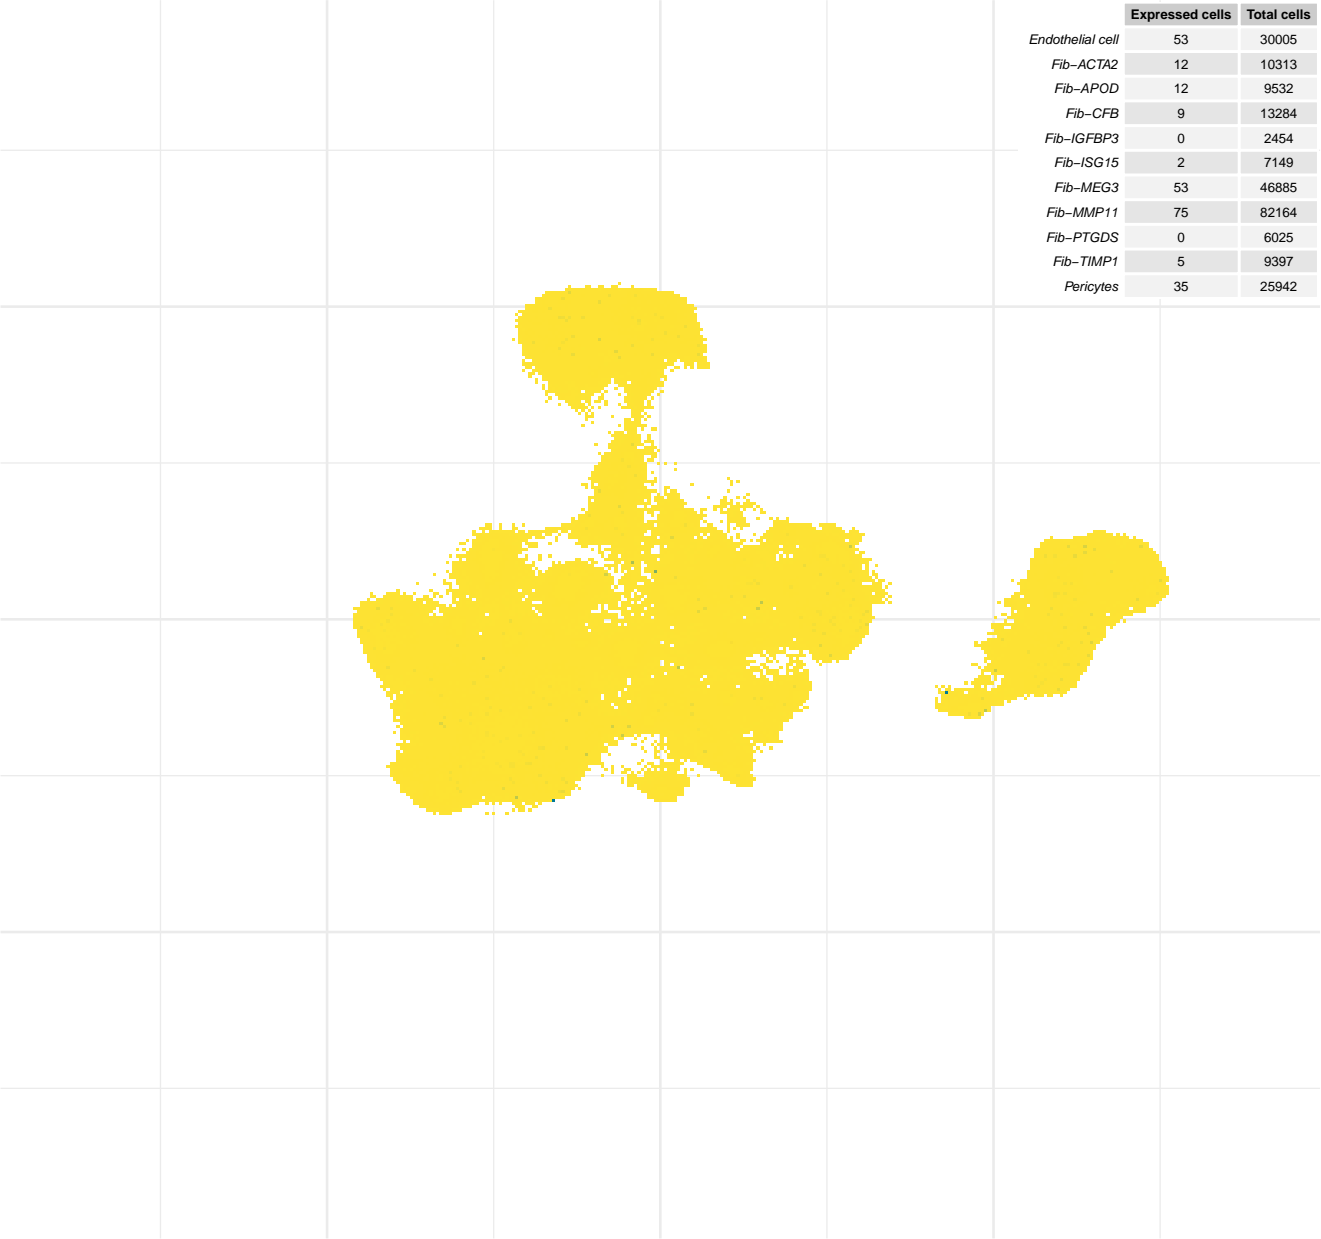 Expressed cells Total cells
Endothelial cell 53 30005
Fib−ACTA2 12 10313
Fib−APOD 12 9532
Fib−CFB 9 13284
Fib−IGFBP3 0 2454
Fib−ISG15 2 7149
Fib−MEG3 53 46885
Fib−MMP11 75 82164
Fib−PTGDS 0 6025
Fib−TIMP1 5 9397
Pericytes 35 25942